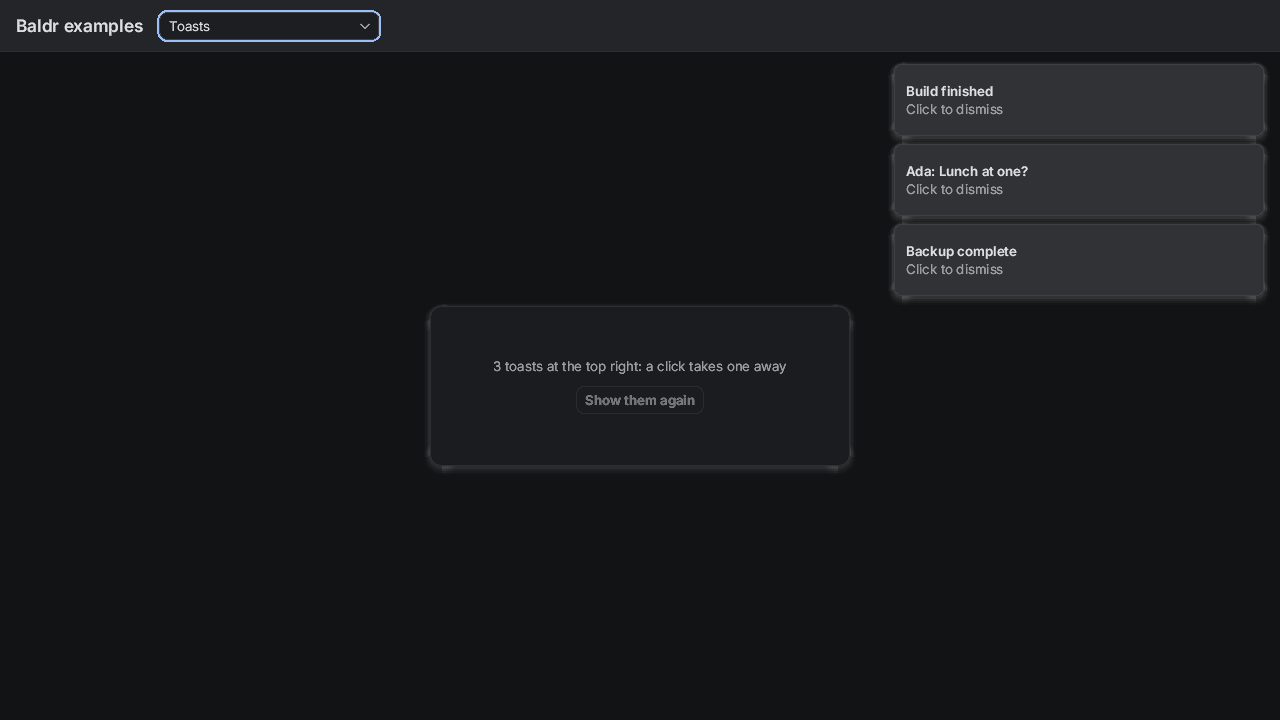 Baldr examples
Toasts
Build finished
Click to dismiss
Ada: Lunch at one?
Click to dismiss
Backup complete
Click to dismiss
3 toasts at the top right: a click takes one away
Show them again